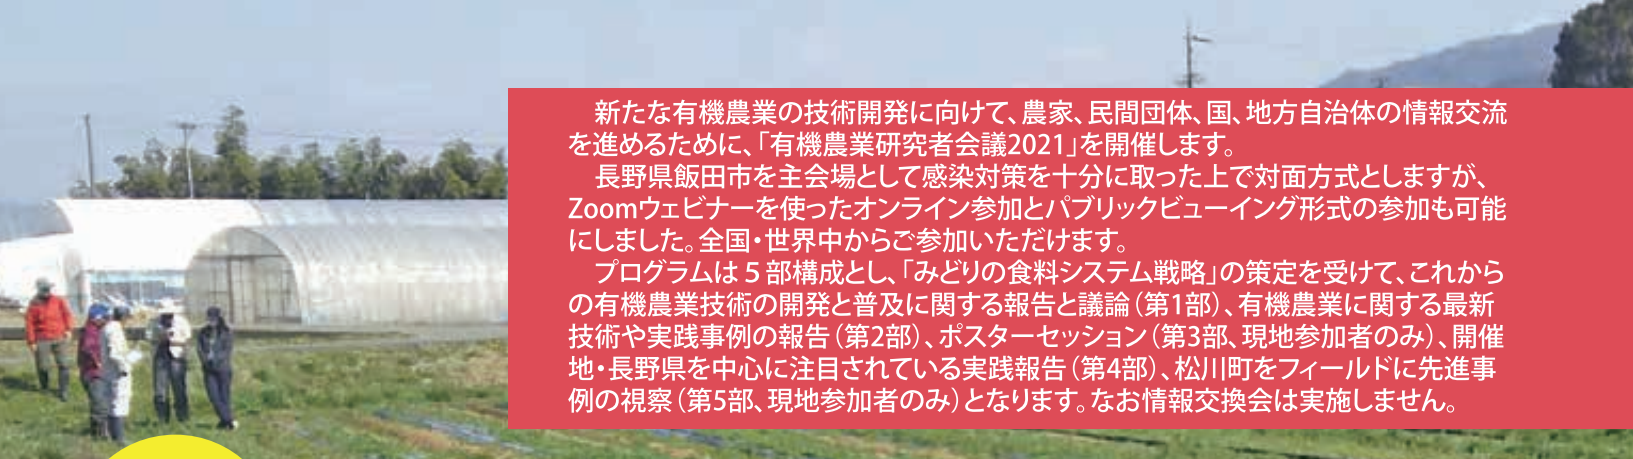 新たな有機農業の技術開発に向けて、農家、民間団体、国、地方自治体の情報交流
を進めるために、「有機農業研究者会議2021」を開催します。
長野県飯田市を主会場として感染対策を十分に取った上で対面方式としますが、
Zoomウェビナーを使ったオンライン参加とパブリックビューイング形式の参加も可能
にしました。全国・世界中からご参加いただけます。
プログラムは５部構成とし、「みどりの食料システム戦略」の策定を受けて、これから
の有機農業技術の開発と普及に関する報告と議論（第1部）、有機農業に関する最新
技術や実践事例の報告（第2部）、ポスターセッション（第3部、現地参加者のみ）、開催
地・長野県を中心に注目されている実践報告（第4部）、松川町をフィールドに先進事
例の視察（第5部、現地参加者のみ）となります。なお情報交換会は実施しません。